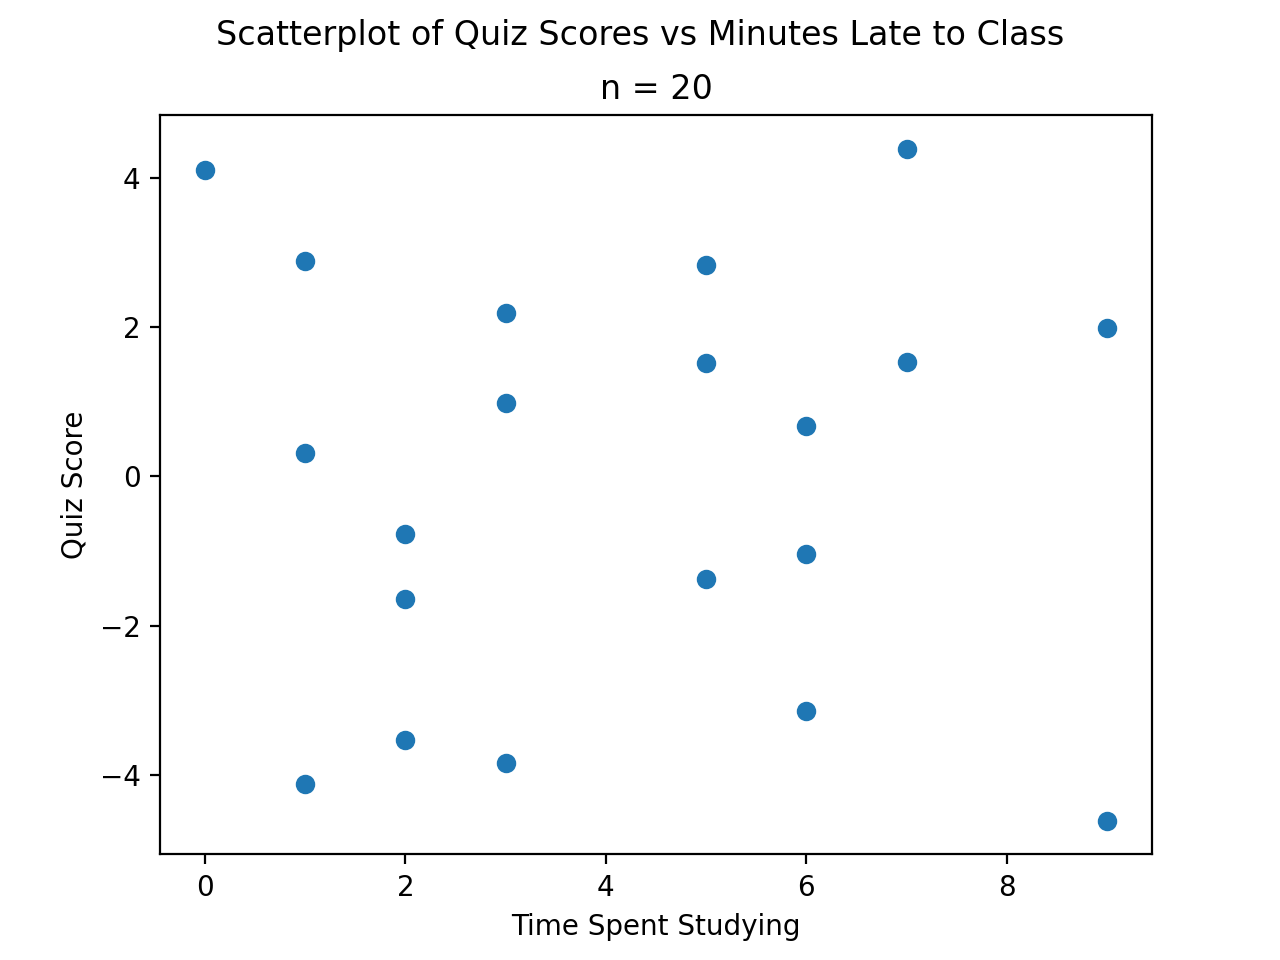 Scatterplot of Quiz Scores vs Minutes Late to Class
n = 20
4
2
0
−2
−4
Quiz Score
0 2 4 6 8
Time Spent Studying